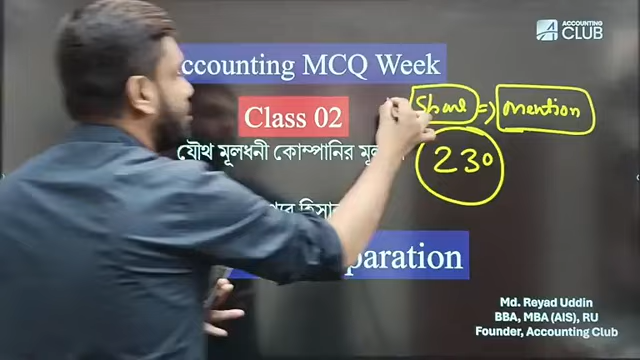 ACCOUNTING
CLUB
ccounting MCQ Week
Share => Mention
Class 02
যৌথ মূলধনী কোম্পানির
230
paration
Md. Reyad Uddin
BBA, MBA (AIS), RU
Founder, Accounting Club